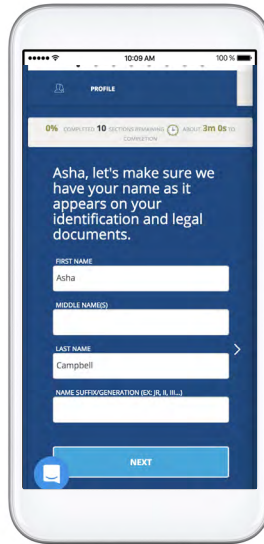 10:09 AM
100 %
PROFILE
0% COMPLETED 10 SECTIONS REMAINING ABOUT 3m 0s TO
COMPLETION
Asha, let's make sure we
have your name as it
appears on your
identification and legal
documents.
FIRST NAME
Asha
MIDDLE NAME(S)
LAST NAME
Campbell
NAME SUFFIX/GENERATION (EX: JR, II, III...)
NEXT